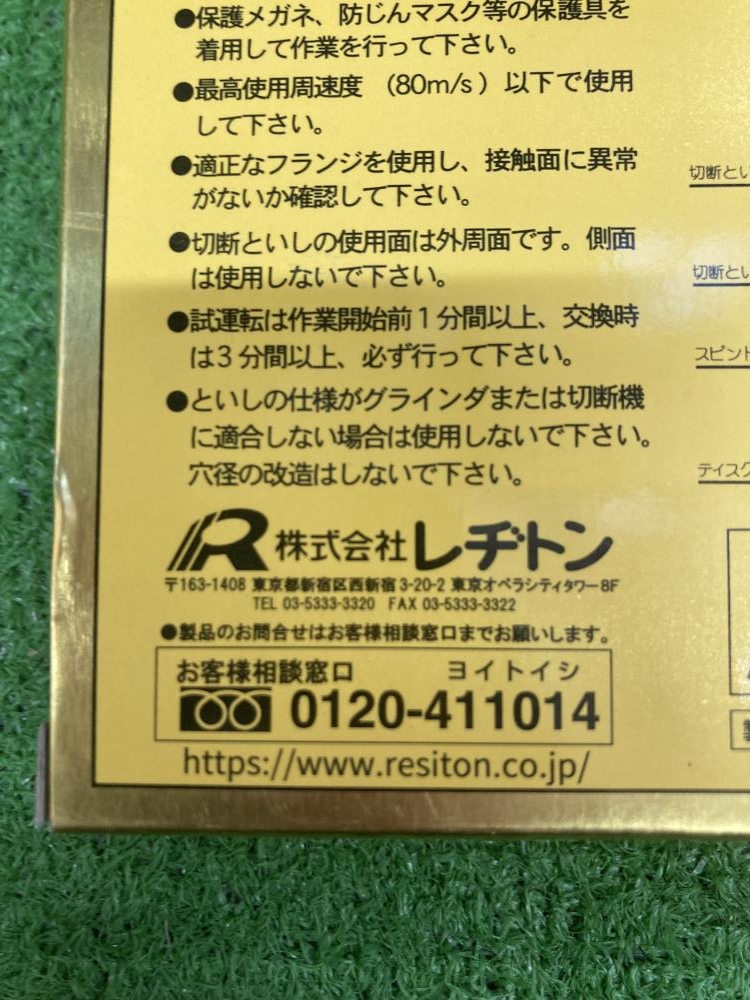 ●保護メガネ、防じんマスク等の保護具を
着用して作業を行って下さい。
●最高使用周速度 (80m/s) 以下で使用
して下さい。
●適正なフランジを使用し、接触面に異常
がないか確認して下さい。
●切断といしの使用面は外周面です。側面
は使用しないで下さい。
●試運転は作業開始前1分間以上、交換時
は3分間以上、必ず行って下さい。
●といしの仕様がグラインダまたは切断機
に適合しない場合は使用しないで下さい。
穴径の改造はしないで下さい。
R 株式会社レヂトン
〒163-1408 東京都新宿区西新宿3-20-2 東京オペラシティタワー8F
TEL 03-5333-3320 FAX 03-5333-3322
●製品のお問合せはお客様相談窓口までお願いします。
お客様相談窓口 ヨイトイシ
0120-411014
https://www.resiton.co.jp/
切断とい
切断とい
スピント
ディスク